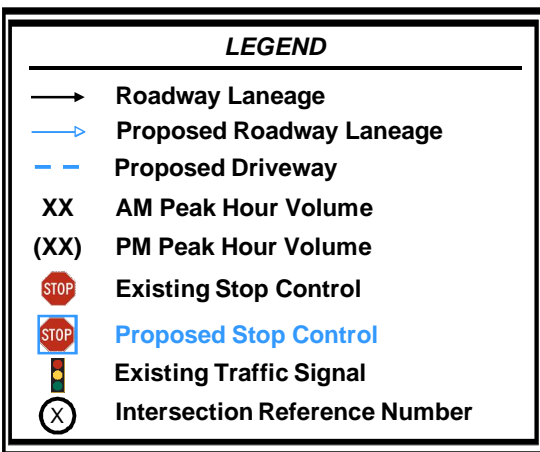 LEGEND
Roadway Laneage
Proposed Roadway Laneage
Proposed Driveway
XX AM Peak Hour Volume
(XX) PM Peak Hour Volume
STOP Existing Stop Control
STOP Proposed Stop Control
Existing Traffic Signal
X Intersection Reference Number